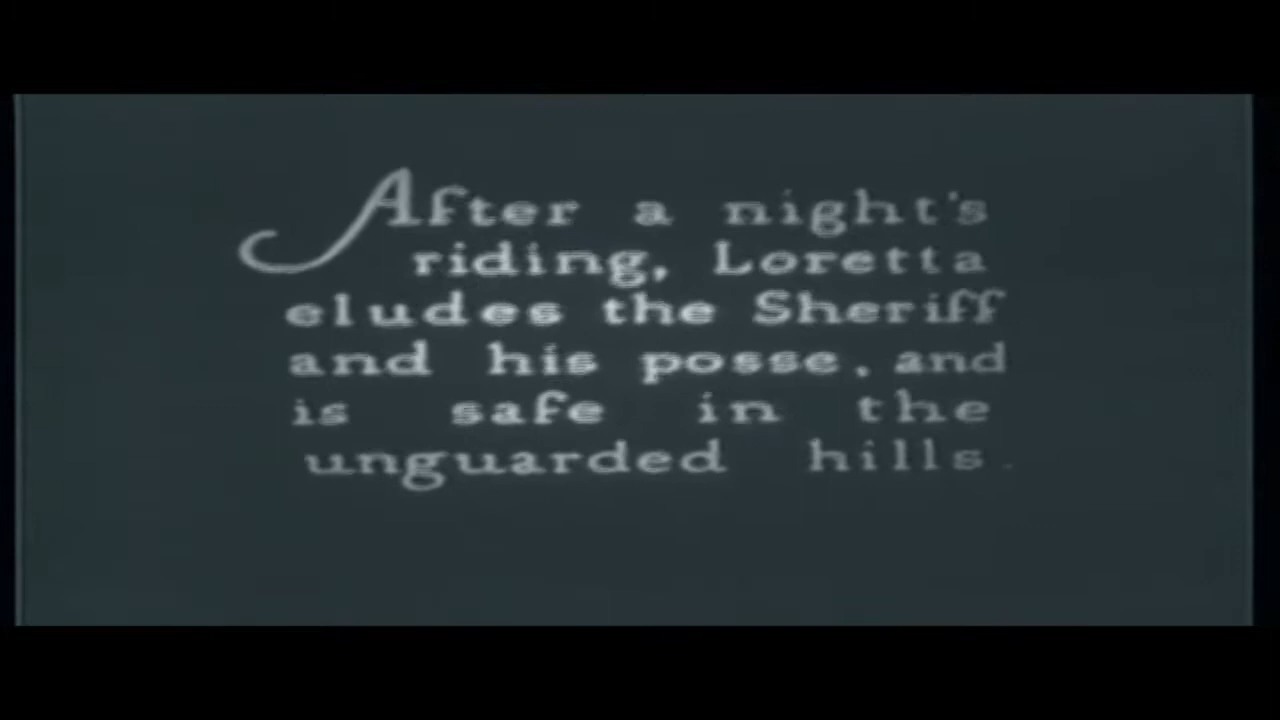 After a night's
riding, Loretta
eludes the Sheriff
and his posse, and
is safe in the
unguarded hills.